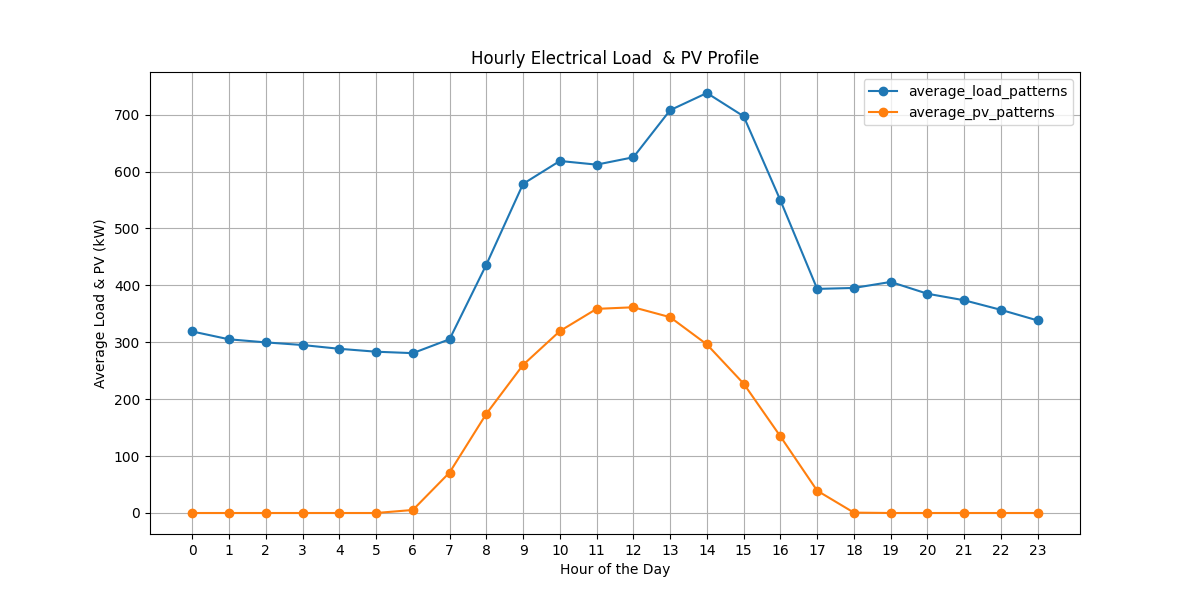 Hourly Electrical Load  & PV Profile
average_load_patterns
average_pv_patterns
Average Load & PV (kW)
700
600
500
400
300
200
100
0
0 1 2 3 4 5 6 7 8 9 10 11 12 13 14 15 16 17 18 19 20 21 22 23
Hour of the Day